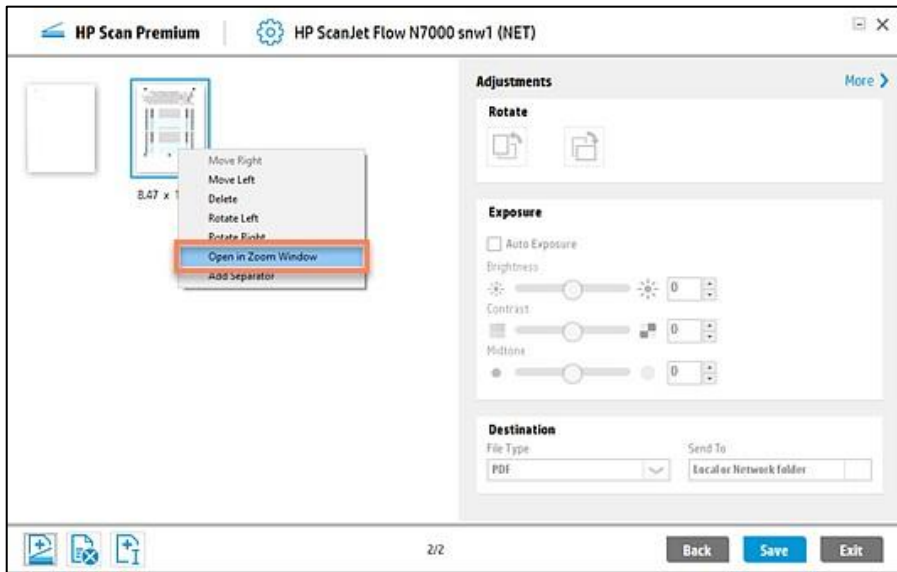 HP Scan Premium
HP ScanJet Flow N7000 snw1 (NET)
8.47 x
Move Right
Move Left
Delete
Rotate Left
Rotate Right
Open in Zoom Window
Add Separator
Adjustments
More
Rotate
Exposure
Auto Exposure
Brightness
0
Contrast
0
Midtone
0
Destination
File Type
Send To
PDF
Local or Network folder
2/2
Back
Save
Exit